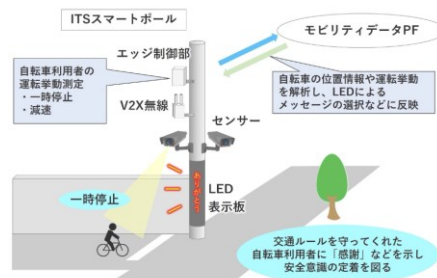 ITSスマートポール
モビリティデータPF
エッジ制御部
自転車利用者の
運転挙動測定
・一時停止
・減速
V2X無線
センサー
自転車の位置情報や運転挙動
を解析し、LEDによる
メッセージの選択などに反映
ありがとう
LED
表示板
一時停止
交通ルールを守ってくれた
自転車利用者に「感謝」などを示し
安全意識の定着を図る